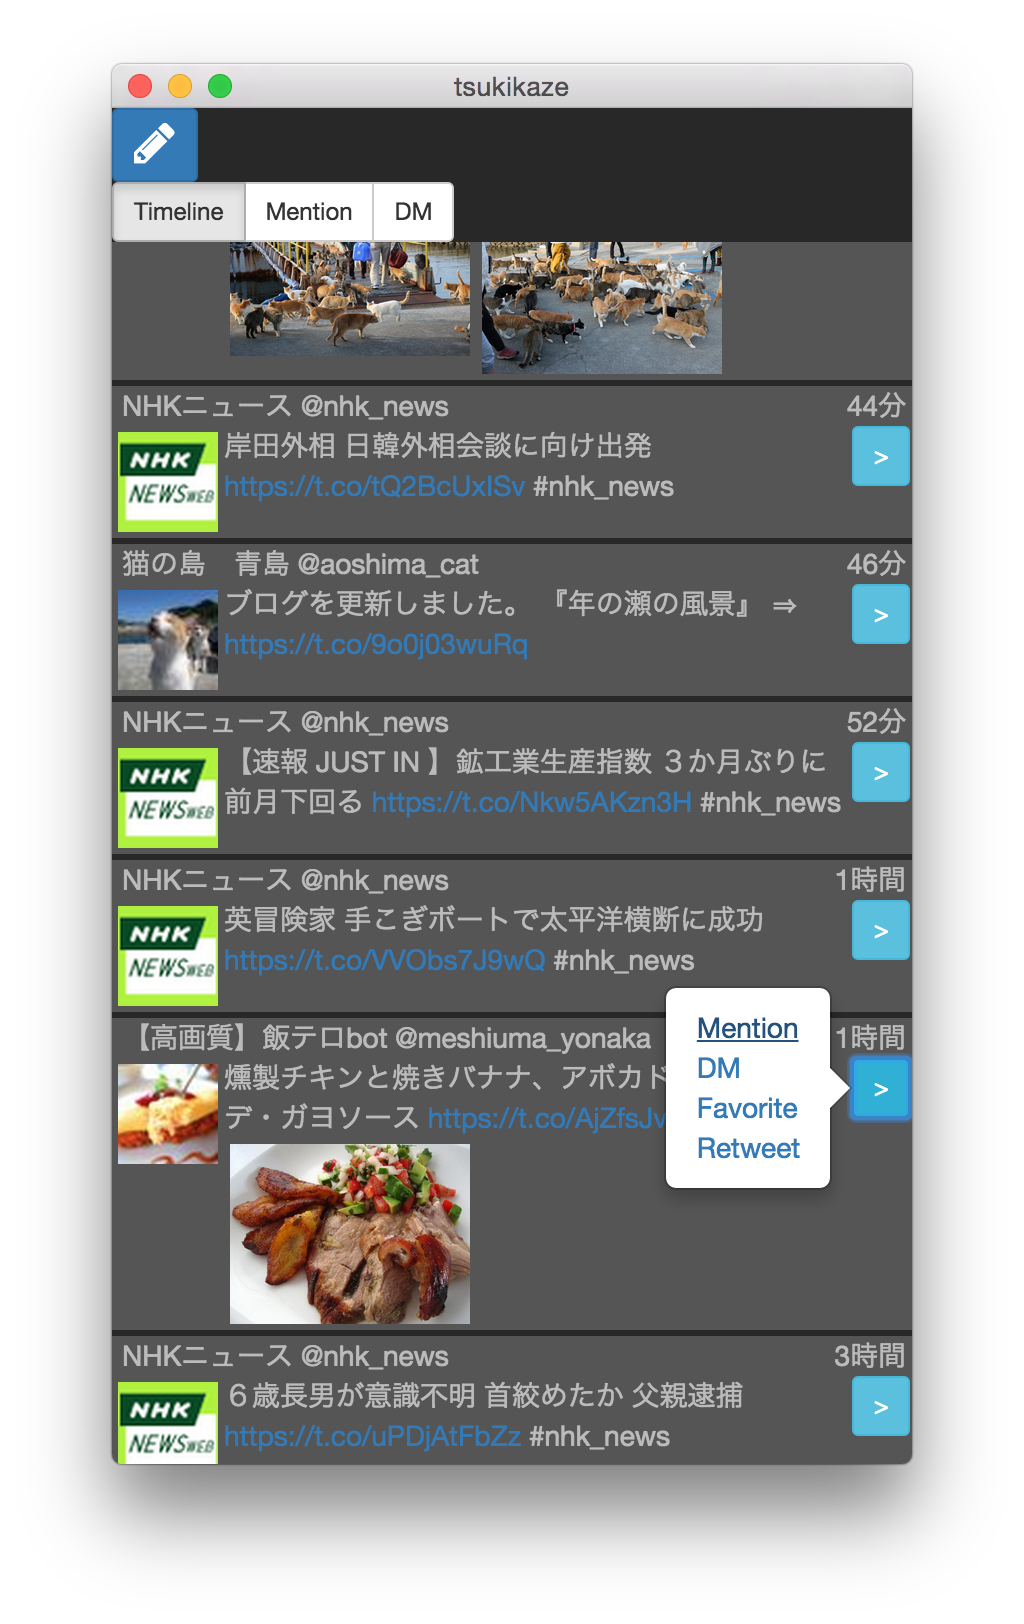 tsukikaze
Timeline Mention DM
NHKニュース @nhk_news 44分
NHK
NEWSWEB
岸田外相 日韓外相会談に向け出発
https://t.co/tQ2BcUxISv #nhk_news
>
猫の島　青島 @aoshima_cat 46分
ブログを更新しました。 『年の瀬の風景』 ⇒
https://t.co/9o0j03wuRq
>
NHKニュース @nhk_news 52分
NHK
NEWSWEB
【速報 JUST IN 】鉱工業生産指数 ３か月ぶりに
前月下回る https://t.co/Nkw5AKzn3H #nhk_news
>
NHKニュース @nhk_news 1時間
NHK
NEWSWEB
英冒険家 手こぎボートで太平洋横断に成功
https://t.co/VVObs7J9wQ #nhk_news
>
【高画質】飯テロbot @meshiuma_yonaka 1時間
燻製チキンと焼きバナナ、アボカド
デ・ガヨソース https://t.co/AjZfsJv
>
Mention
DM
Favorite
Retweet
NHKニュース @nhk_news 3時間
NHK
NEWSWEB
６歳長男が意識不明 首絞めたか 父親逮捕
https://t.co/uPDjAtFbZz #nhk_news
>